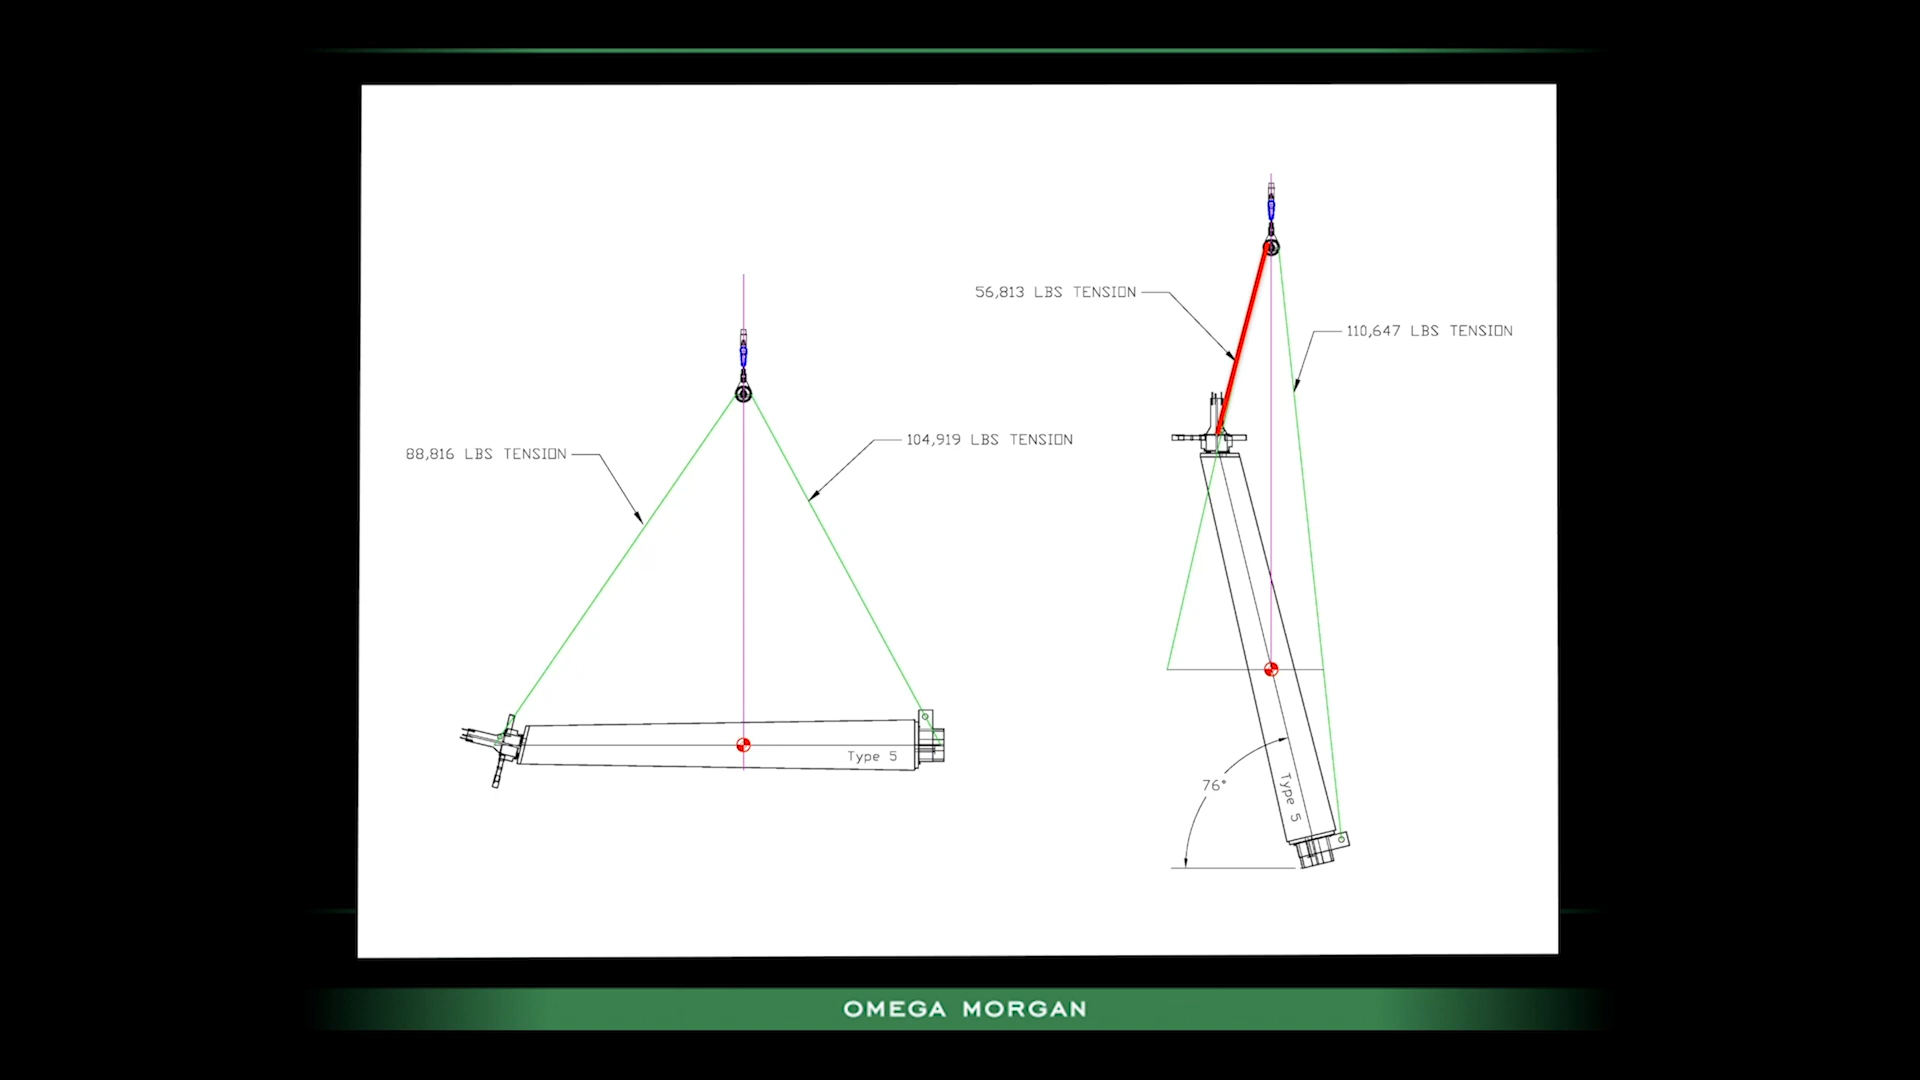 56,813 LBS TENSION
110,647 LBS TENSION
88,816 LBS TENSION
104,919 LBS TENSION
Type 5
76°
Type 5
OMEGA MORGAN